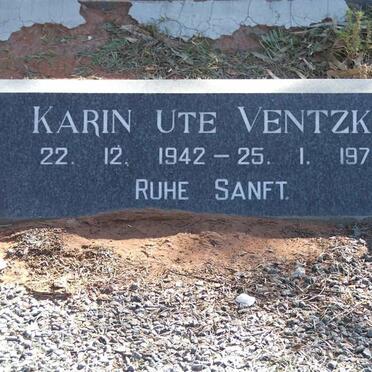 KARIN UTE VENTZK
22. 12. 1942 – 25. 1. 197
RUHE SANFT.